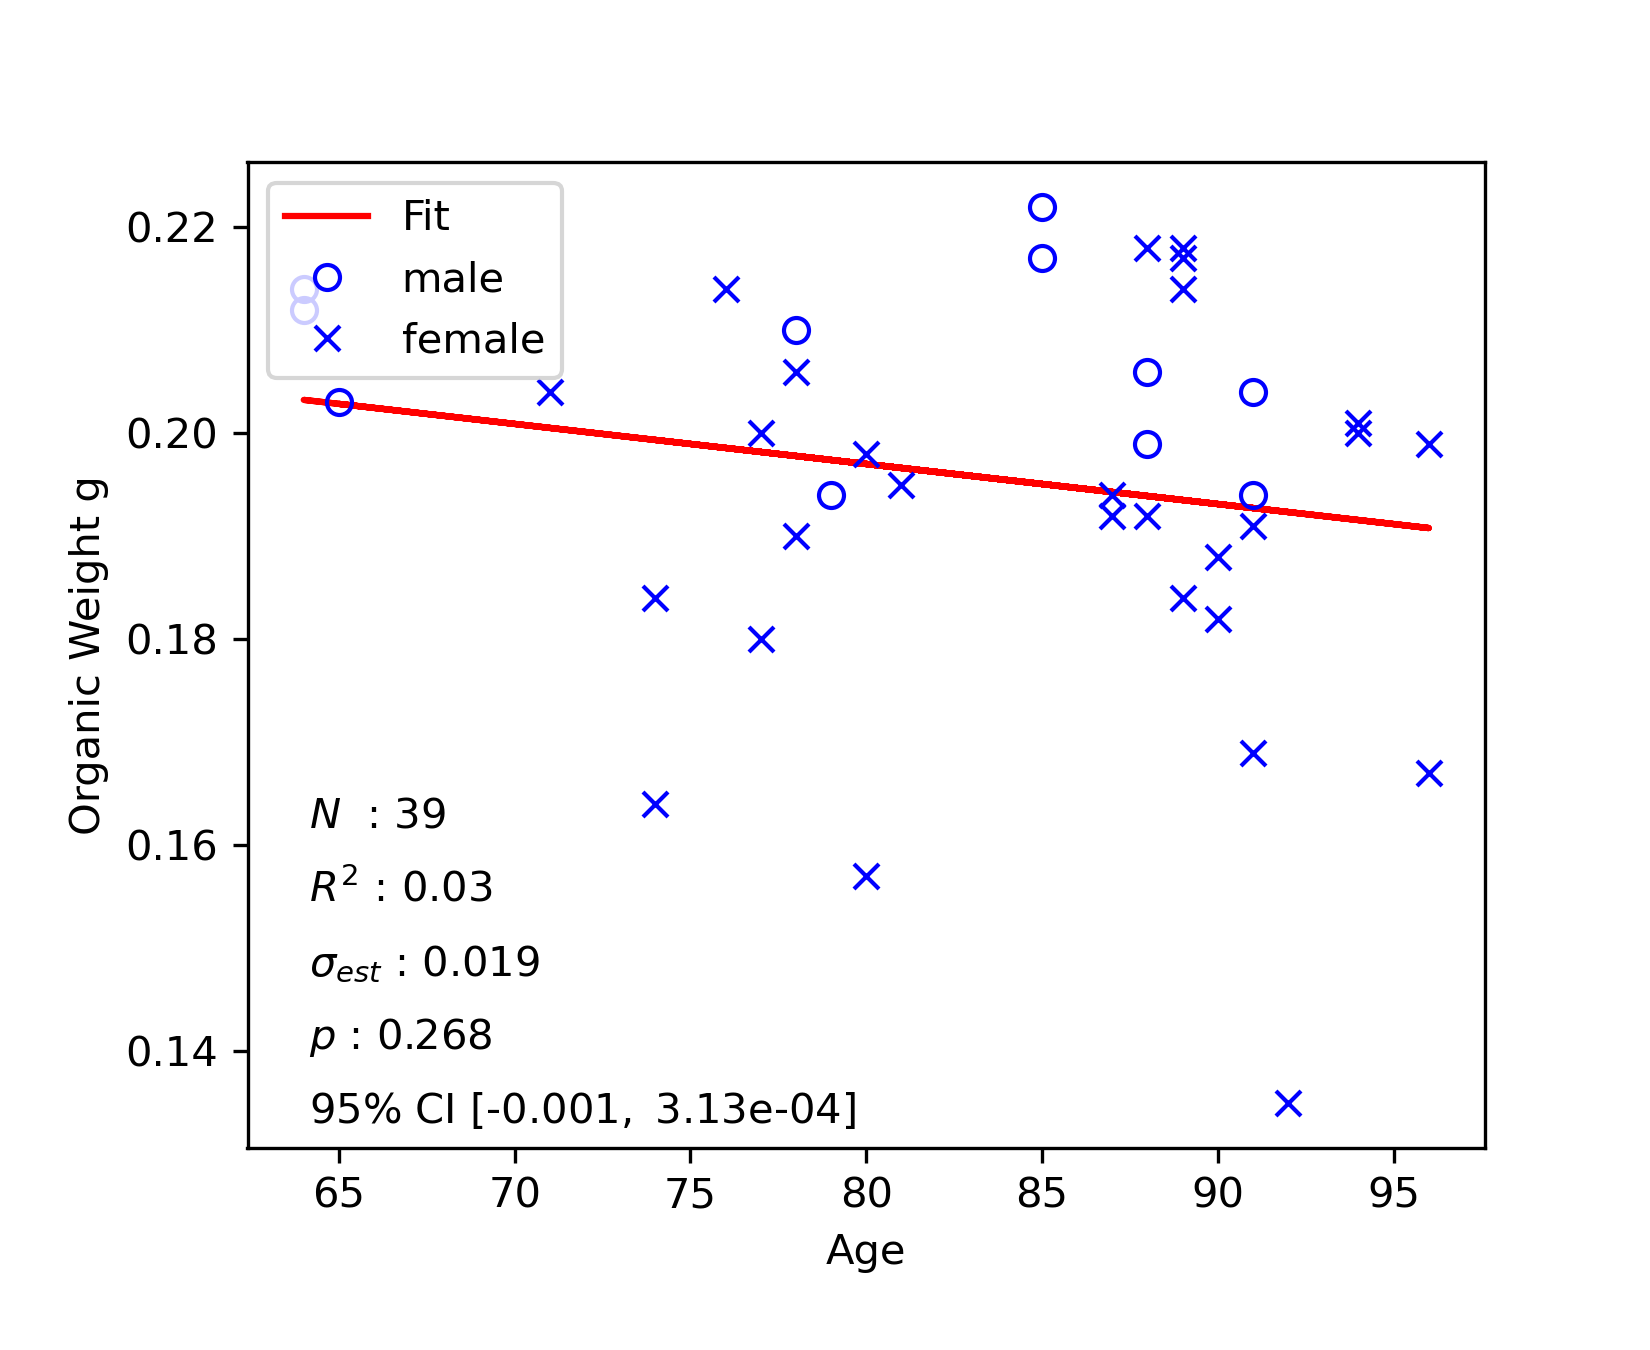 Fit
male
female
0.22
0.20
0.18
0.16
0.14
Organic Weight g
N : 39
R² : 0.03
σ_est : 0.019
p : 0.268
95% CI [-0.001, 3.13e-04]
65 70 75 80 85 90 95
Age